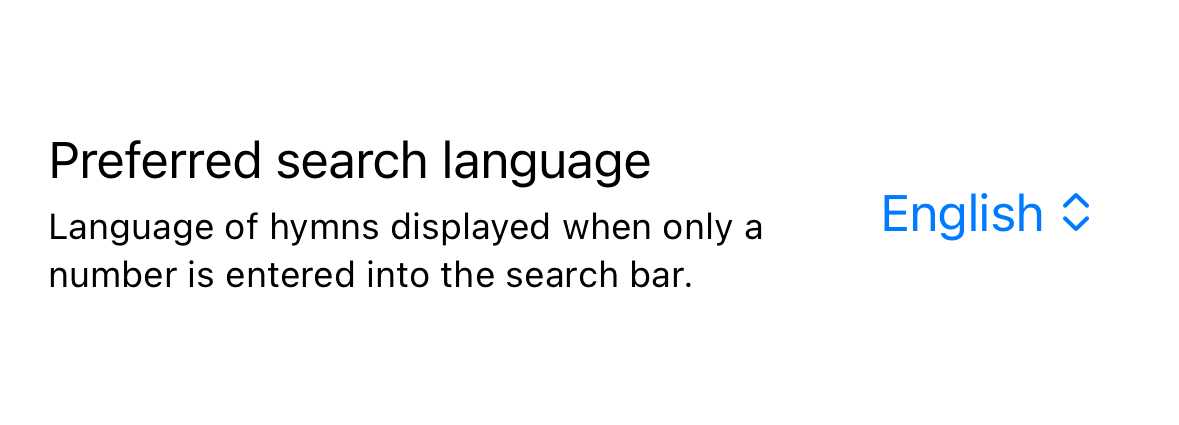 Preferred search language
Language of hymns displayed when only a
number is entered into the search bar.
English